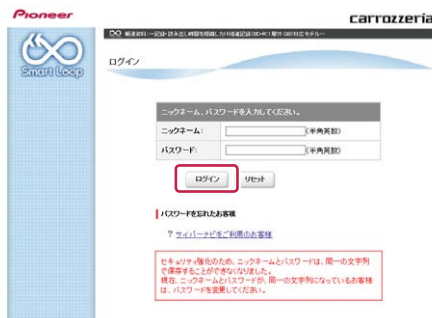 Pioneer
carrozzeria
Smart Loop
ログイン
ニックネーム、パスワードを入力してください。
ニックネーム: (半角英数)
パスワード: (半角英数)
ログイン リセット
パスワードを忘れたお客様
? サイバーナビをご利用のお客様
セキュリティ強化のため、ニックネームとパスワードは、同一の文字列
で保存することができなくなりました。
現在、ニックネームとパスワードが、同一の文字列になっているお客様
は、パスワードを変更してください。